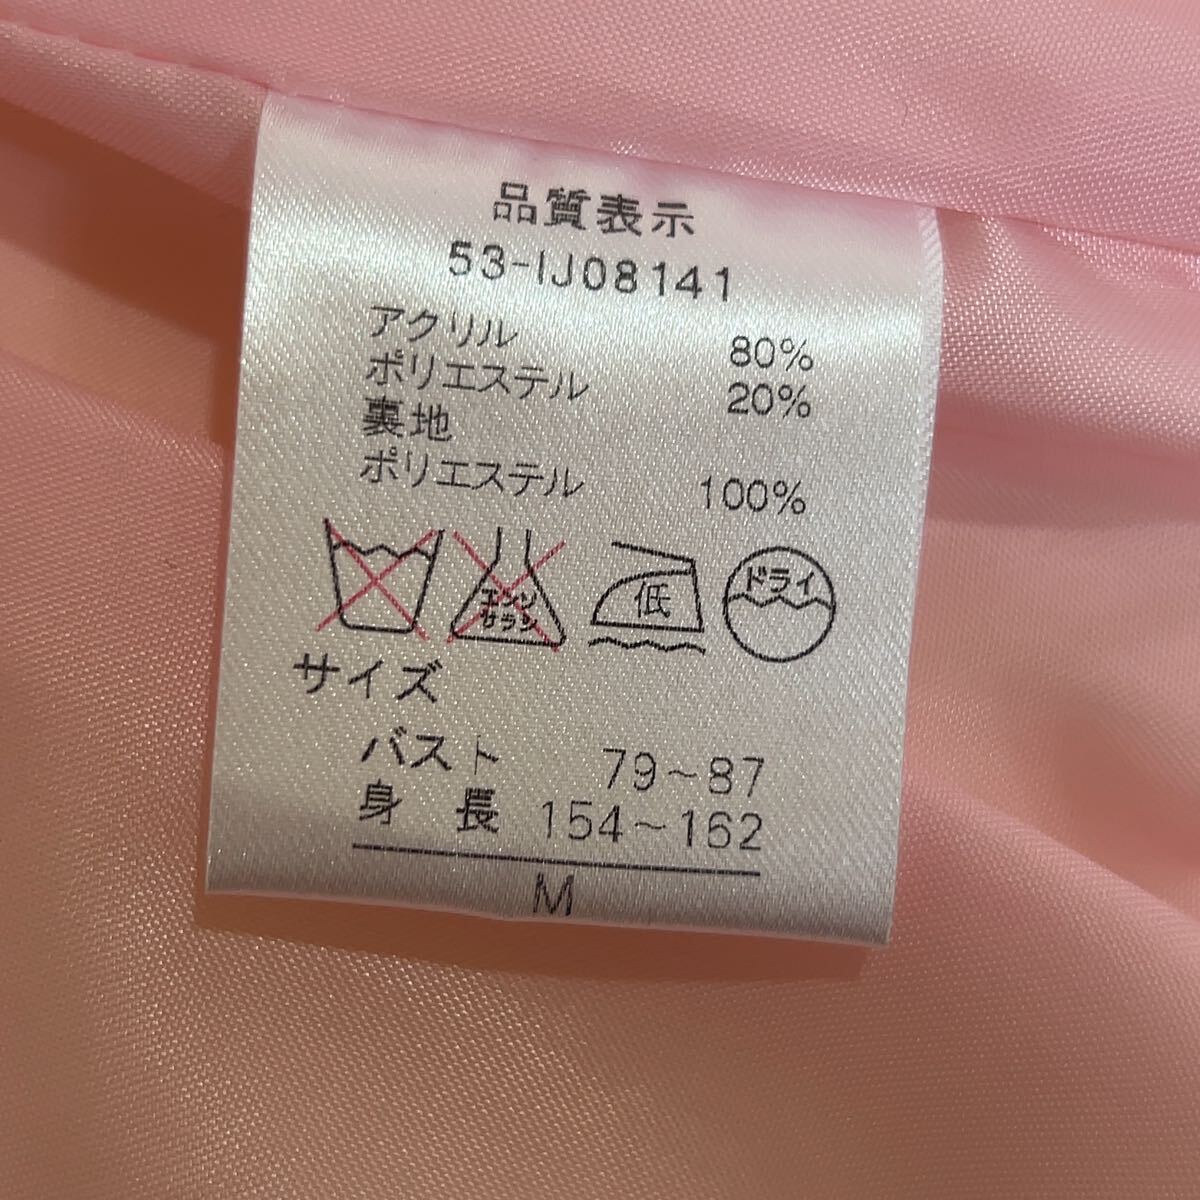 品質表示
53-IJ08141
アクリル 80%
ポリエステル 20%
裏地
ポリエステル 100%
エンソ
サラシ
低
ドライ
サイズ
バスト 79~87
身長 154~162
M